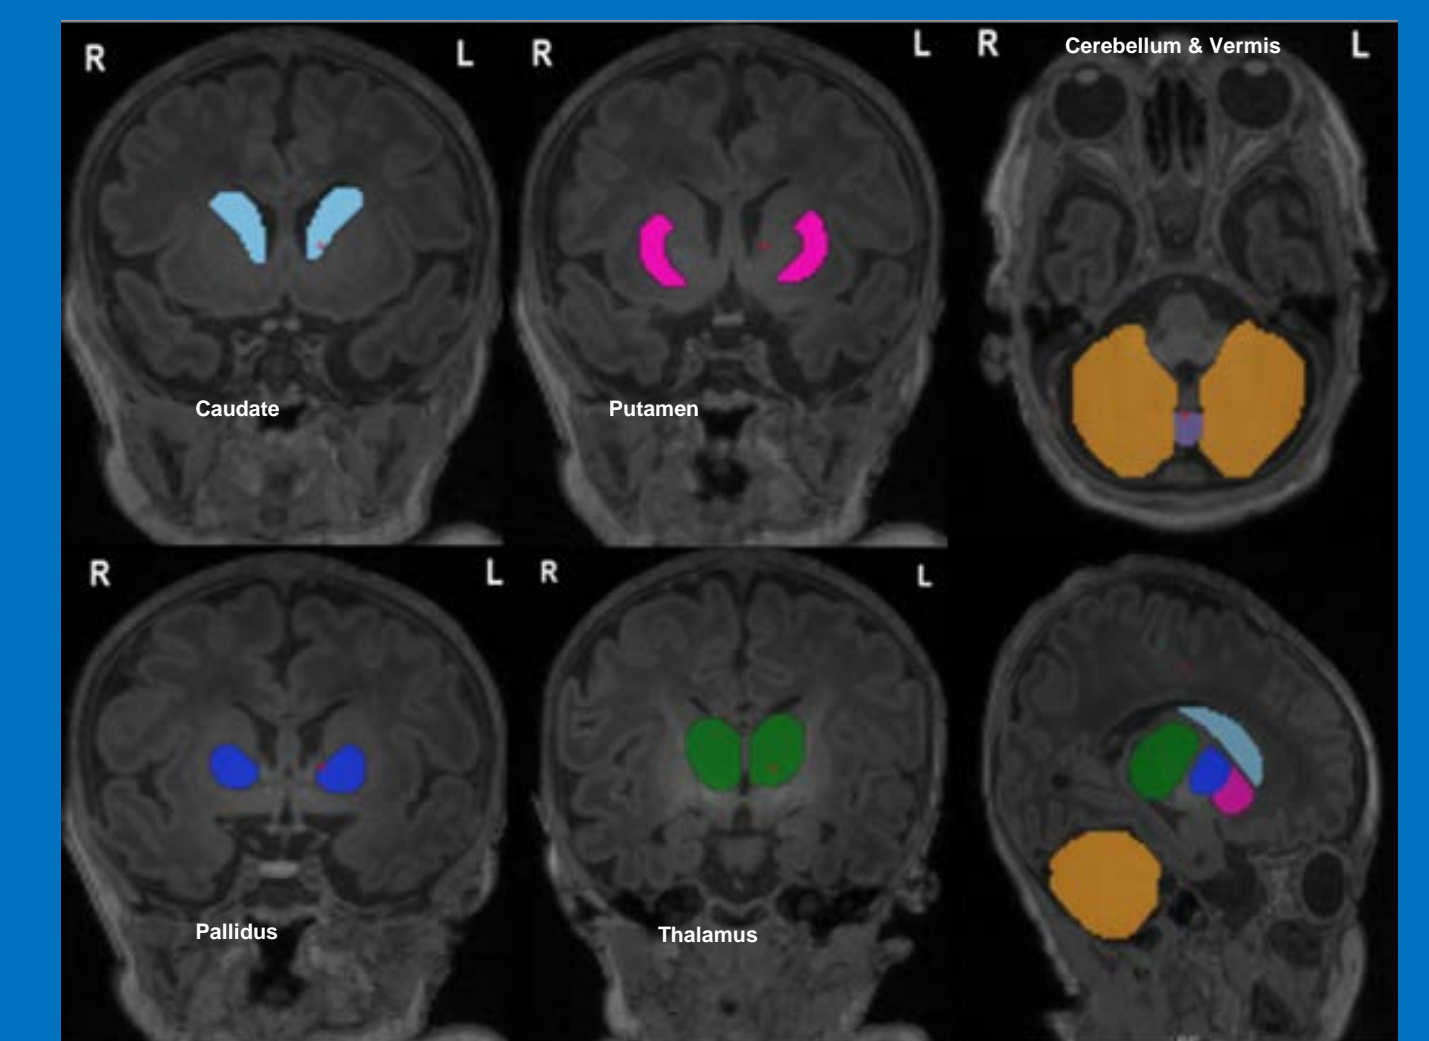 R L
R L
R Cerebellum & Vermis L
Caudate
Putamen
R L
R L
Pallidus
Thalamus